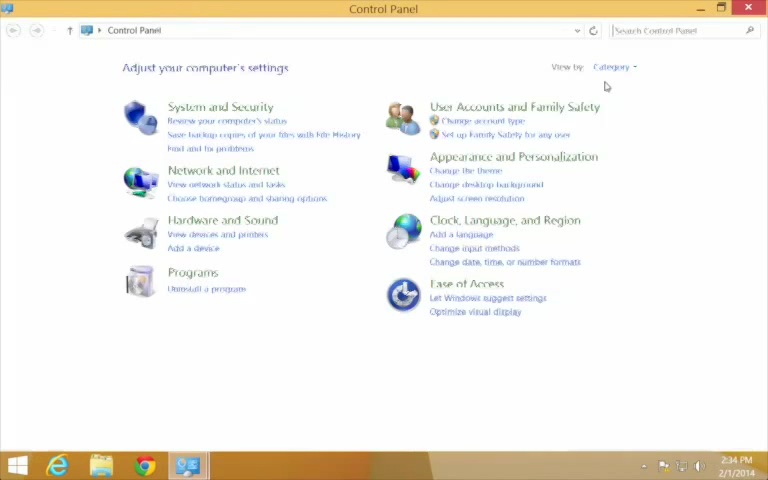 Control Panel
Control Panel
Search Control Panel
Adjust your computer's settings
View by:
Category
System and Security
Review your computer's status
Save backup copies of your files with File History
Find and fix problems
Network and Internet
View network status and tasks
Choose homegroup and sharing options
Hardware and Sound
View devices and printers
Add a device
Programs
Uninstall a program
User Accounts and Family Safety
Change account type
Set up Family Safety for any user
Appearance and Personalization
Change the theme
Change desktop background
Adjust screen resolution
Clock, Language, and Region
Add a language
Change input methods
Change date, time, or number formats
Ease of Access
Let Windows suggest settings
Optimize visual display
2:34 PM
2/1/2014